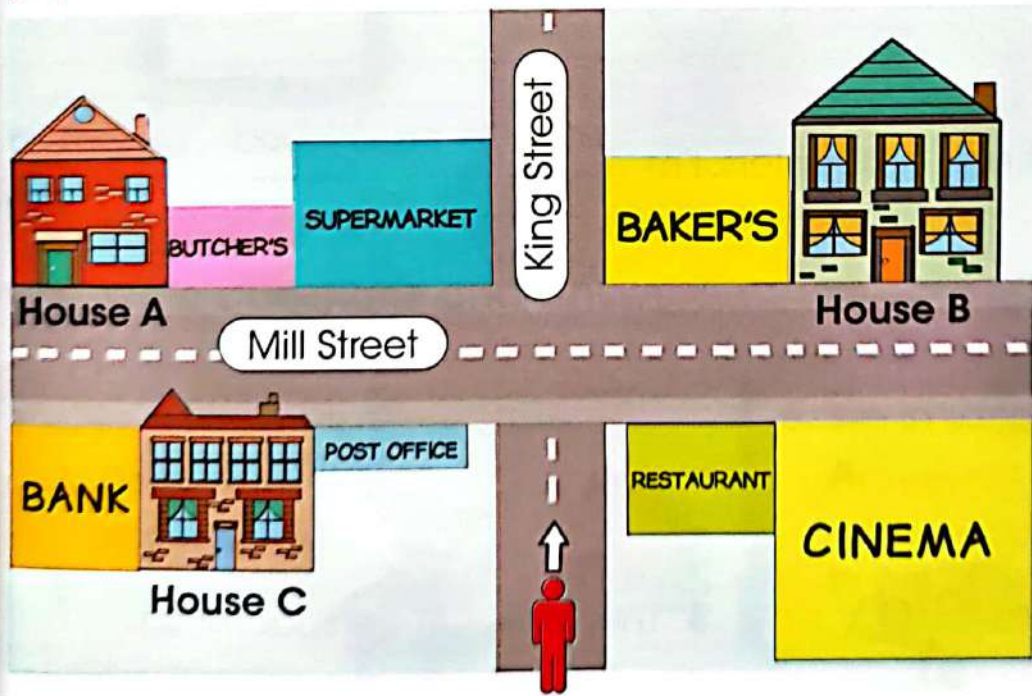 King Street
SUPERMARKET
BUTCHER'S
BAKER'S
House A
House B
Mill Street
BANK
POST OFFICE
RESTAURANT
CINEMA
House C